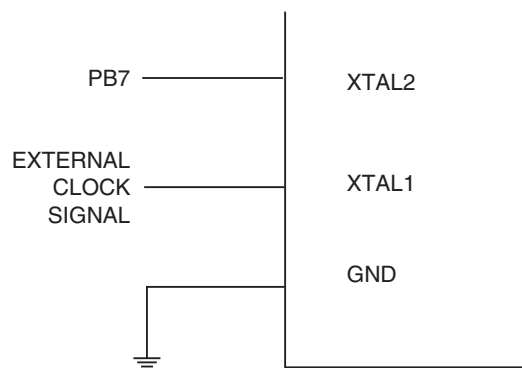 PB7
XTAL2
EXTERNAL
CLOCK
SIGNAL
XTAL1
GND